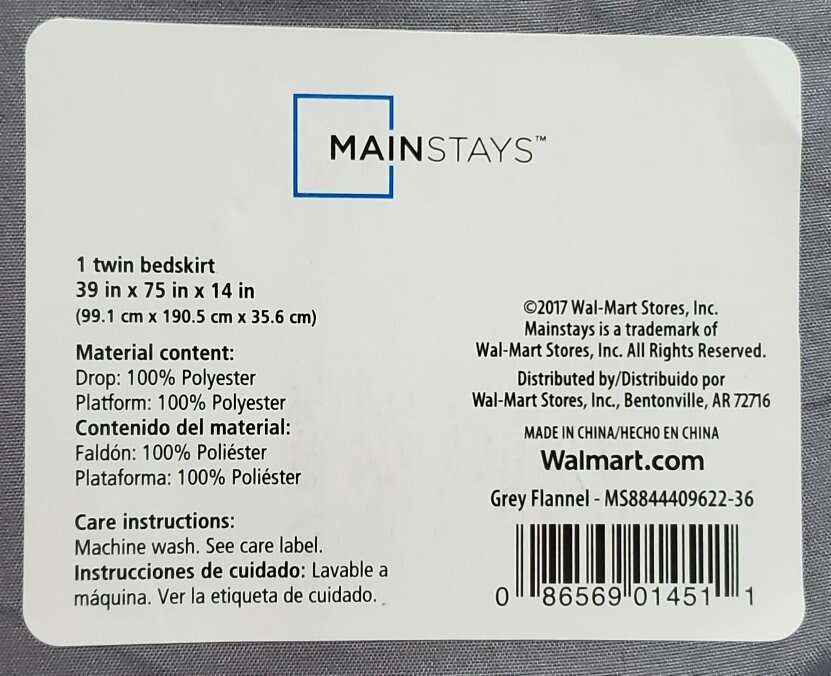 MAINSTAYS™
1 twin bedskirt
39 in x 75 in x 14 in
(99.1 cm x 190.5 cm x 35.6 cm)
Material content:
Drop: 100% Polyester
Platform: 100% Polyester
Contenido del material:
Faldón: 100% Poliéster
Plataforma: 100% Poliéster
Care instructions:
Machine wash. See care label.
Instrucciones de cuidado: Lavable a
máquina. Ver la etiqueta de cuidado.
©2017 Wal-Mart Stores, Inc.
Mainstays is a trademark of
Wal-Mart Stores, Inc. All Rights Reserved.
Distributed by/Distribuido por
Wal-Mart Stores, Inc., Bentonville, AR 72716
MADE IN CHINA/HECHO EN CHINA
Walmart.com
Grey Flannel - MS8844409622-36
0 86569 01451 1